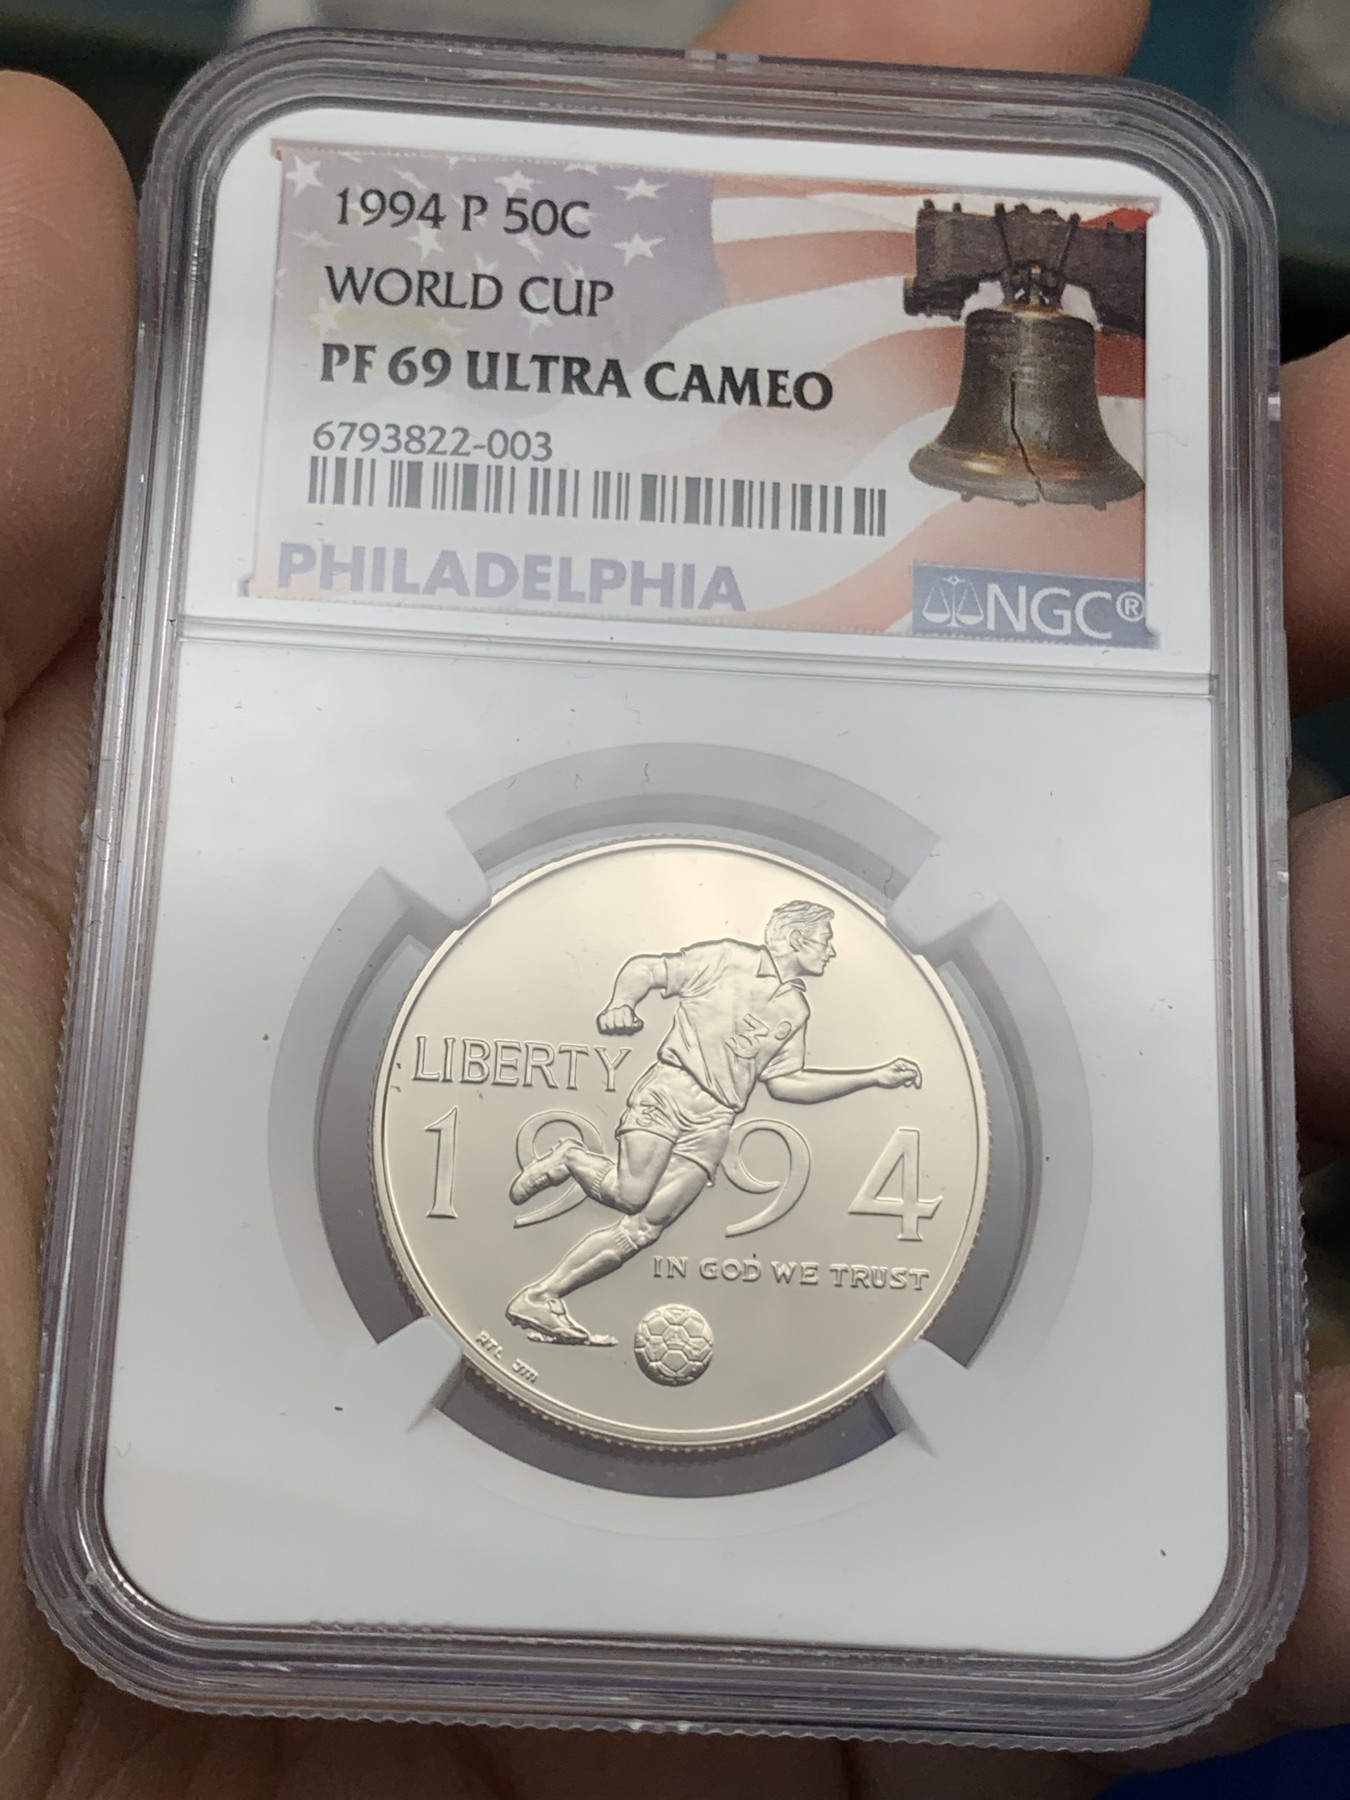 1994 P 50C
WORLD CUP
PF 69 ULTRA CAMEO
6793822-003
PHILADELPHIA
NGC®
LIBERTY
1994
IN GOD WE TRUST